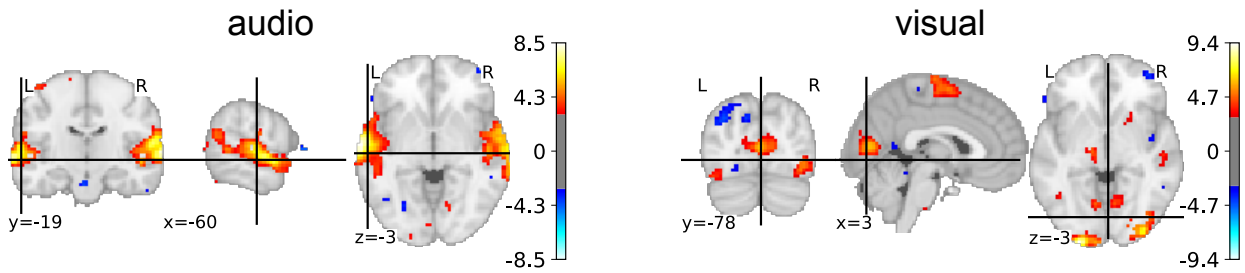 audio
L R
L R
y=-19
x=-60
z=-3
8.5
4.3
0
-4.3
-8.5
visual
L R
L R
y=-78
x=3
z=-3
9.4
4.7
0
-4.7
-9.4